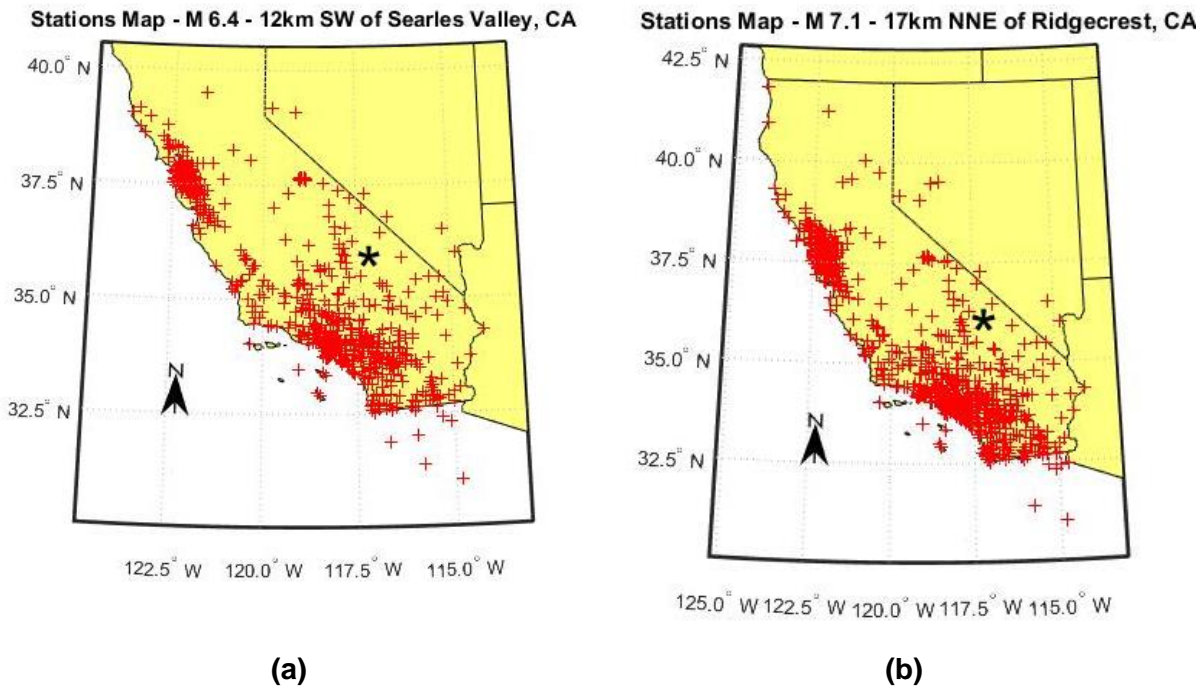 Stations Map - M 6.4 - 12km SW of Searles Valley, CA
40.0° N
37.5° N
35.0° N
32.5° N
N
122.5° W 120.0° W 117.5° W 115.0° W
(a)
Stations Map - M 7.1 - 17km NNE of Ridgecrest, CA
42.5° N
40.0° N
37.5° N
35.0° N
32.5° N
N
125.0° W 122.5° W 120.0° W 117.5° W 115.0° W
(b)